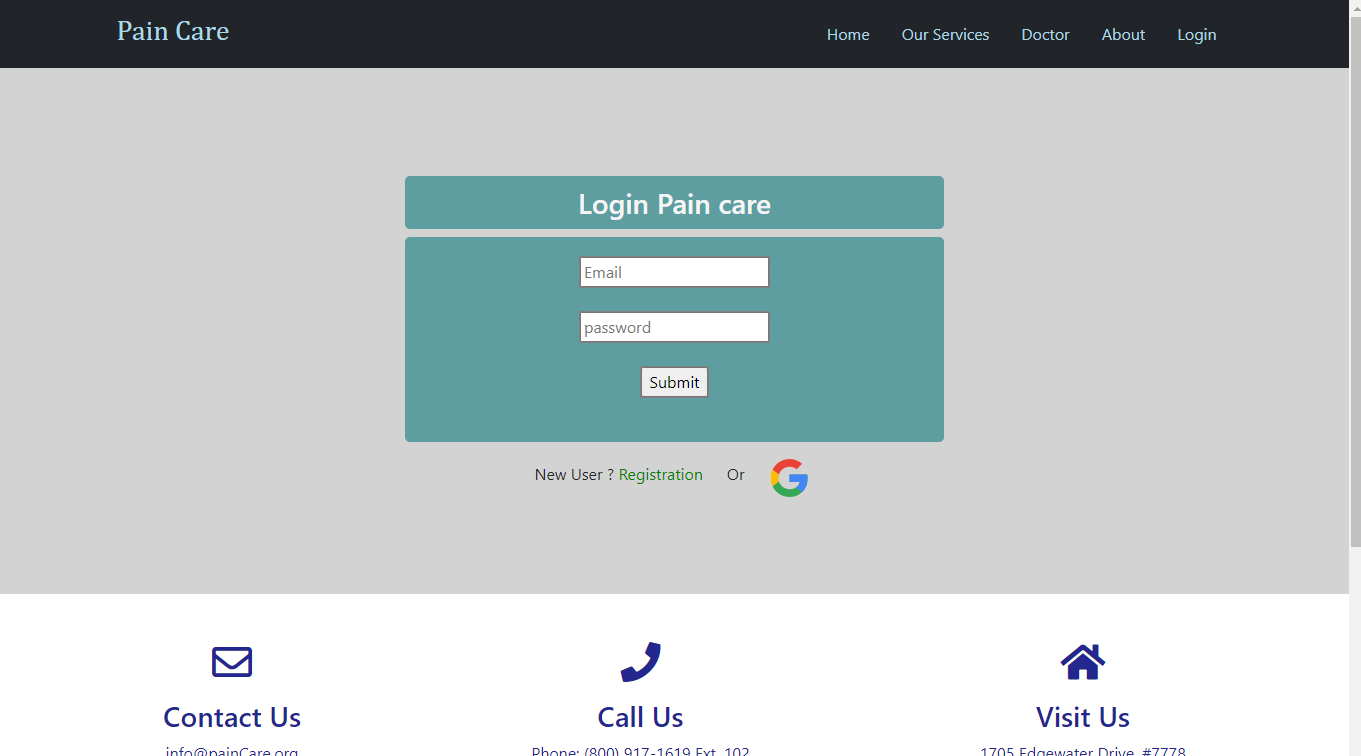 Pain Care
Home Our Services Doctor About Login
Login Pain care
Email
password
Submit
New User ? Registration Or
Contact Us Call Us Visit Us
info@painCare.org Phone: (800) 917-1619 Ext. 102 1705 Edgewater Drive, #7778